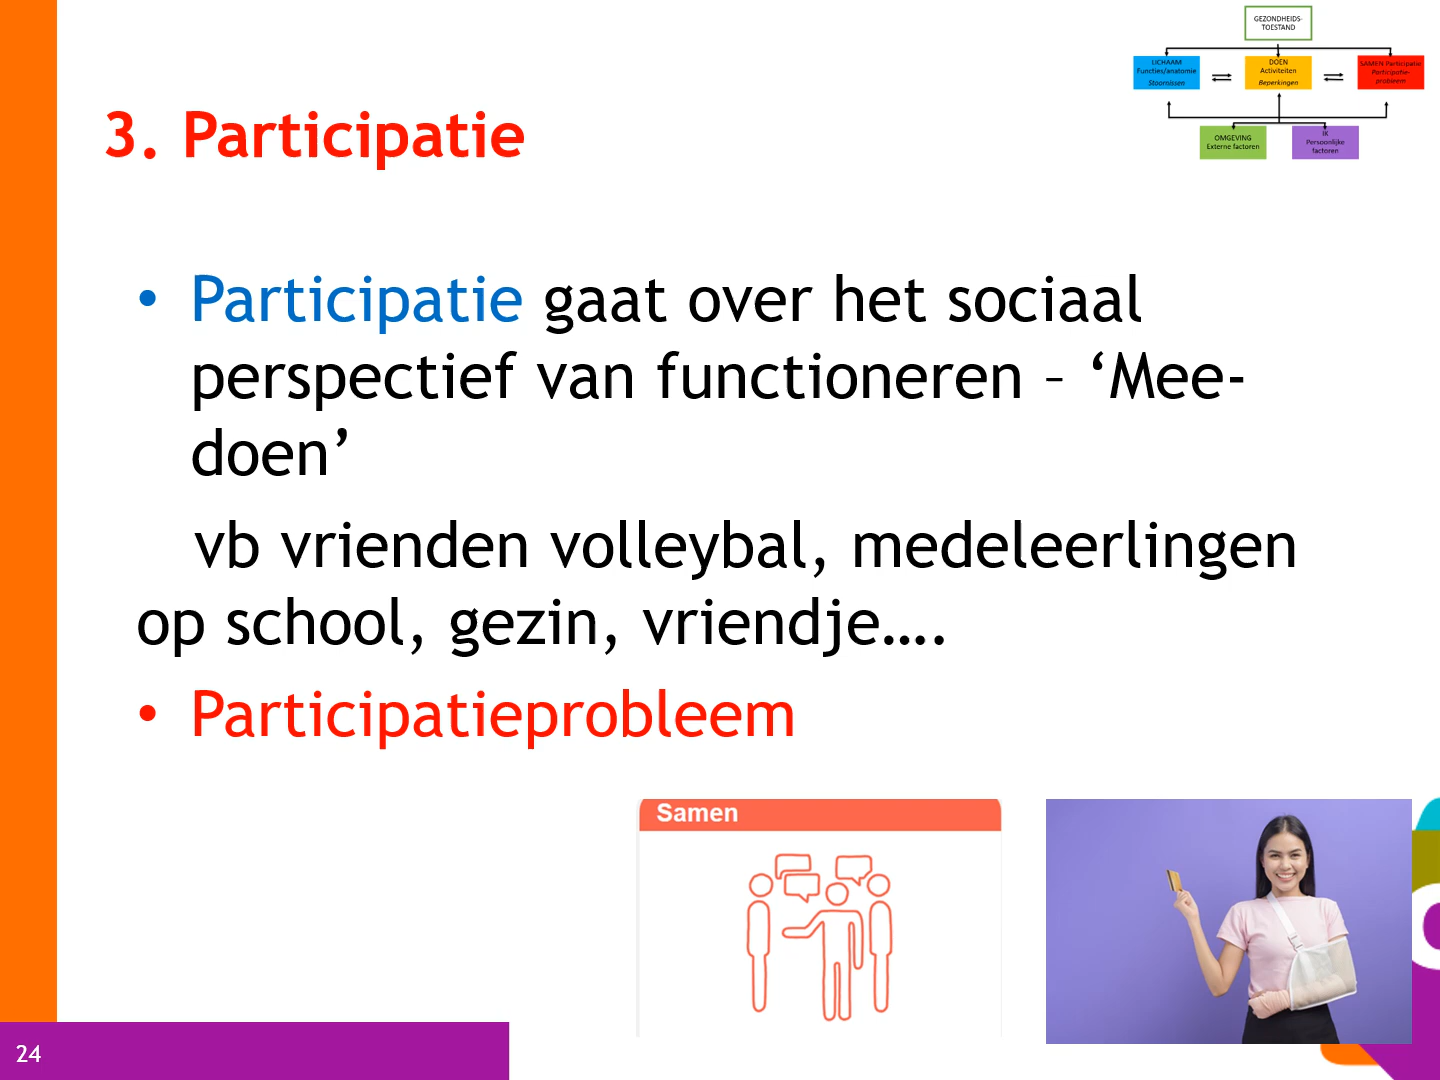 GEZONDHEIDS-
TOESTAND
LICHAAM
Functies/anatomie
Stoornissen
DOEN
Activiteiten
Beperkingen
SAMEN Participatie
Participatie-
probleem
OMGEVING
Externe factoren
IK
Persoonlijke
factoren
3. Participatie
• Participatie gaat over het sociaal
perspectief van functioneren – ‘Mee-
doen’
vb vrienden volleybal, medeleerlingen
op school, gezin, vriendje….
• Participatieprobleem
Samen
24